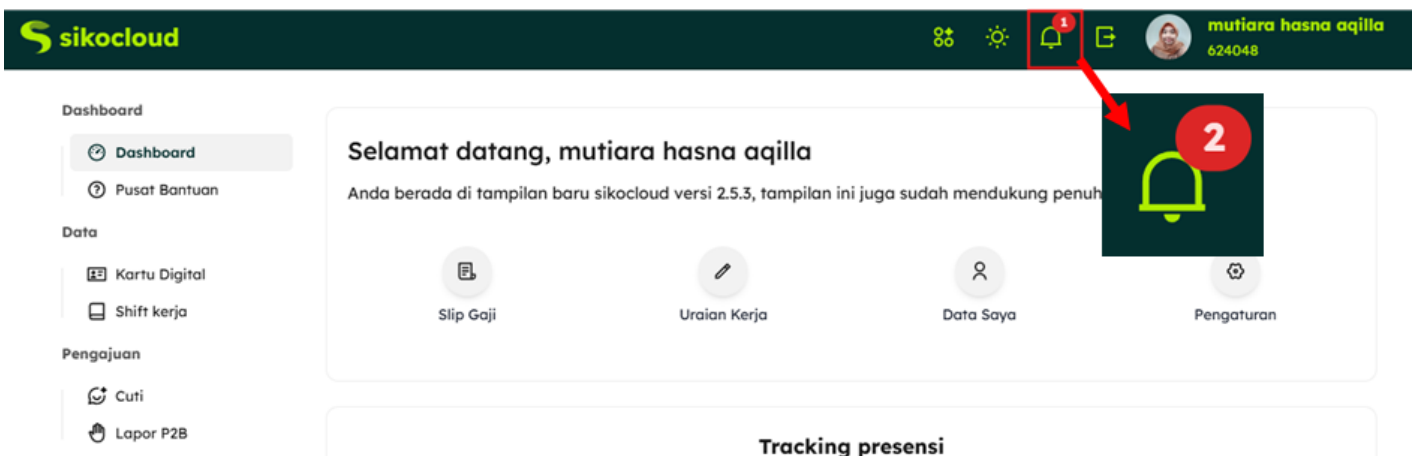 sikocloud
1
mutiara hasna aqilla
624048
Dashboard
Dashboard
Pusat Bantuan
Data
Kartu Digital
Shift kerja
Pengajuan
Cuti
Lapor P2B
Selamat datang, mutiara hasna aqilla
Anda berada di tampilan baru sikocloud versi 2.5.3, tampilan ini juga sudah mendukung penuh
2
Slip Gaji
Uraian Kerja
Data Saya
Pengaturan
Tracking presensi